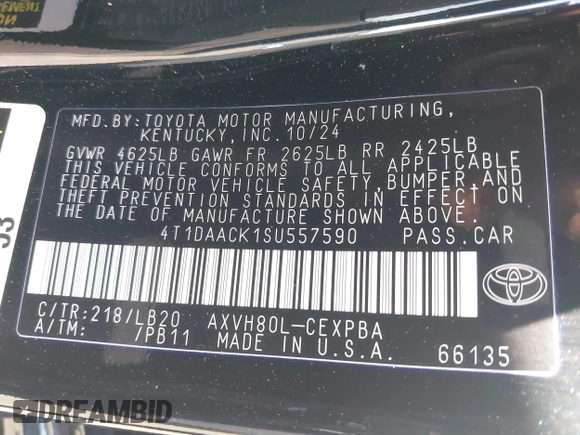 MFD.BY:TOYOTA MOTOR MANUFACTURING,
KENTUCKY,INC.10/24
GVWR 4625LB GAWR FR 2625LB RR 2425LB
THIS VEHICLE CONFORMS TO ALL APPLICABLE
FEDERAL MOTOR VEHICLE SAFETY,BUMPER,AND
THEFT PREVENTION STANDARDS IN EFFECT ON
THE DATE OF MANUFACTURE SHOWN ABOVE.
4T1DAACK1SU557590 PASS.CAR
C/TR:218/LB20 AXVH80L-CEXPBA
A/TM: /PB11 MADE IN U.S.A. 66135
DREAMBID